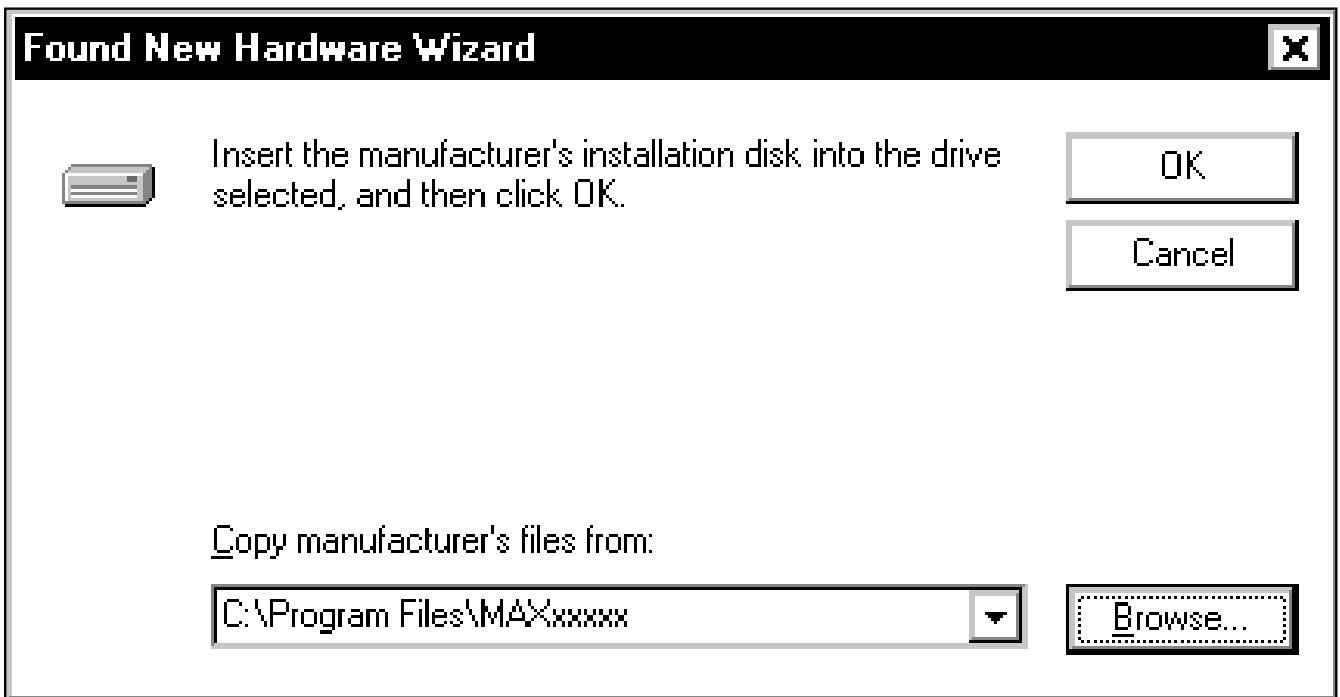 Found New Hardware Wizard
Insert the manufacturer's installation disk into the drive
selected, and then click OK.
OK
Cancel
Copy manufacturer's files from:
C:\Program Files\MAXxxxxx
Browse...